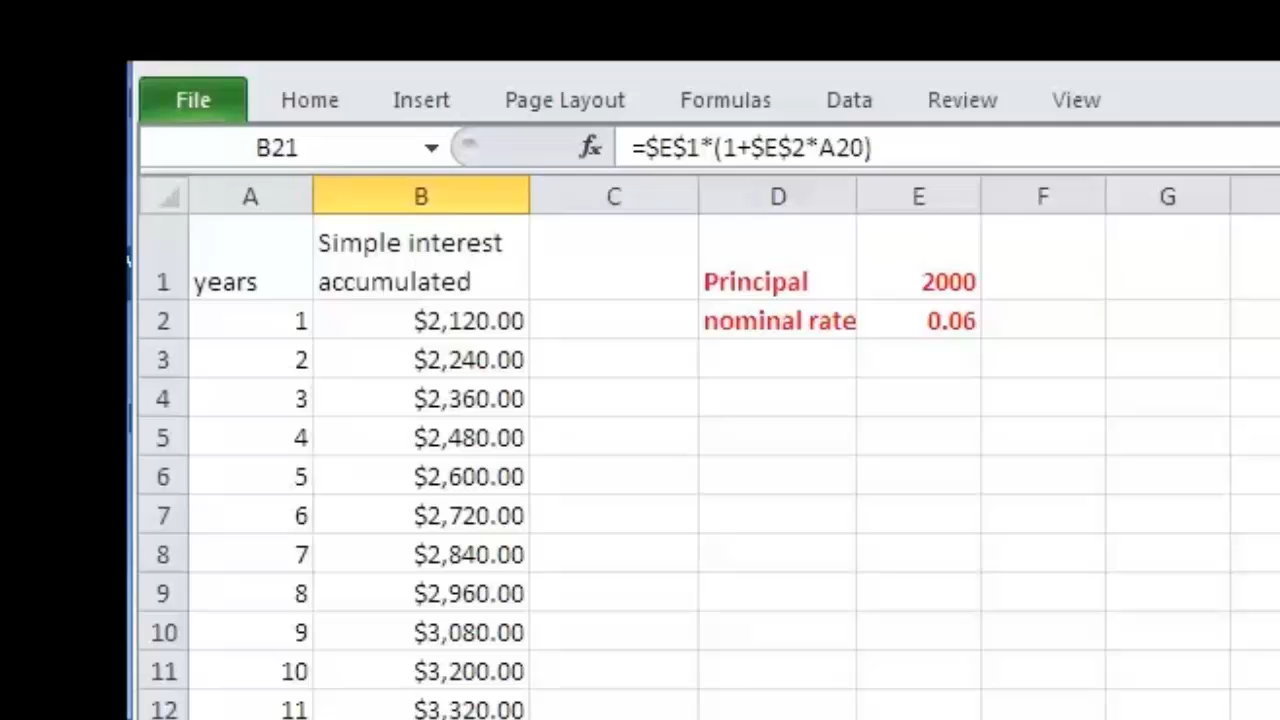 File Home Insert Page Layout Formulas Data Review View
B21 fx =$E$1*(1+$E$2*A20)
A B C D E F G
Simple interest
1 years accumulated Principal 2000
2 1 $2,120.00 nominal rate 0.06
3 2 $2,240.00
4 3 $2,360.00
5 4 $2,480.00
6 5 $2,600.00
7 6 $2,720.00
8 7 $2,840.00
9 8 $2,960.00
10 9 $3,080.00
11 10 $3,200.00
12 11 $3,320.00